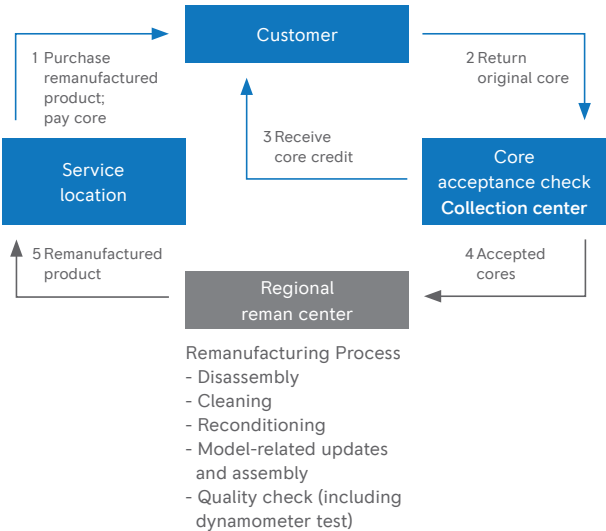 Customer
1 Purchase
remanufactured
product;
pay core
2 Return
original core
3 Receive
core credit
Service
location
Core
acceptance check
Collection center
5 Remanufactured
product
4 Accepted
cores
Regional
reman center
Remanufacturing Process
- Disassembly
- Cleaning
- Reconditioning
- Model-related updates
and assembly
- Quality check (including
dynamometer test)